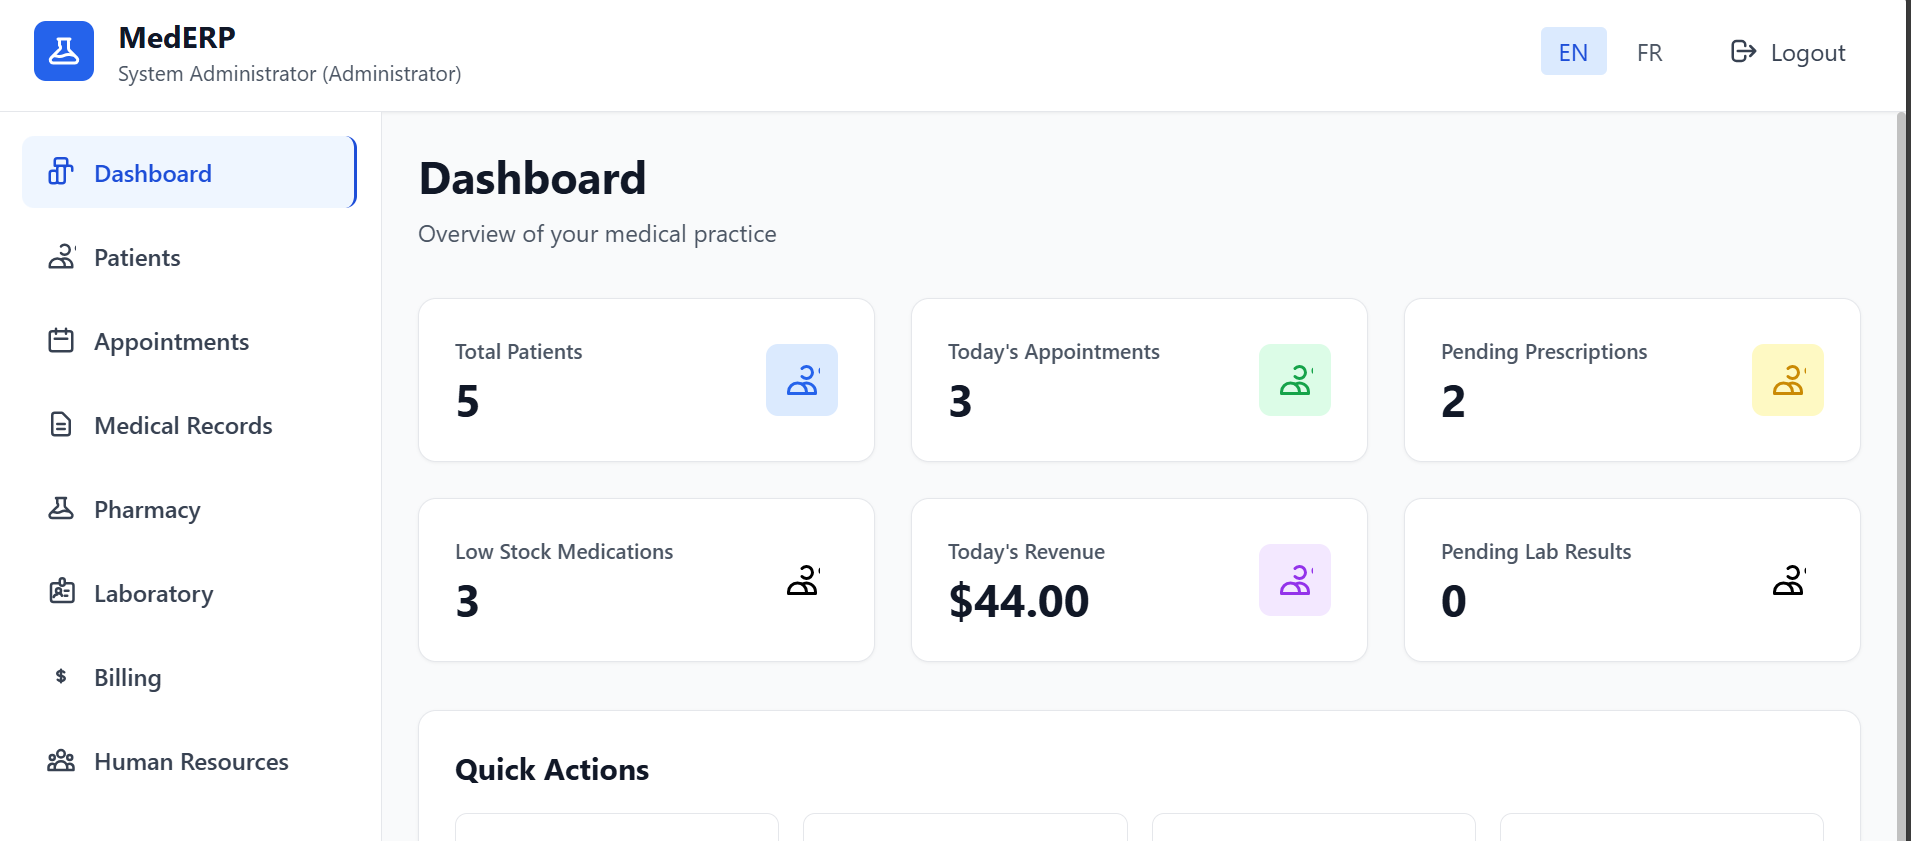 MedERP
System Administrator (Administrator)
EN
FR
Logout
Dashboard
Patients
Appointments
Medical Records
Pharmacy
Laboratory
$
Billing
Human Resources
Dashboard
Overview of your medical practice
Total Patients
5
Today's Appointments
3
Pending Prescriptions
2
Low Stock Medications
3
Today's Revenue
$44.00
Pending Lab Results
0
Quick Actions